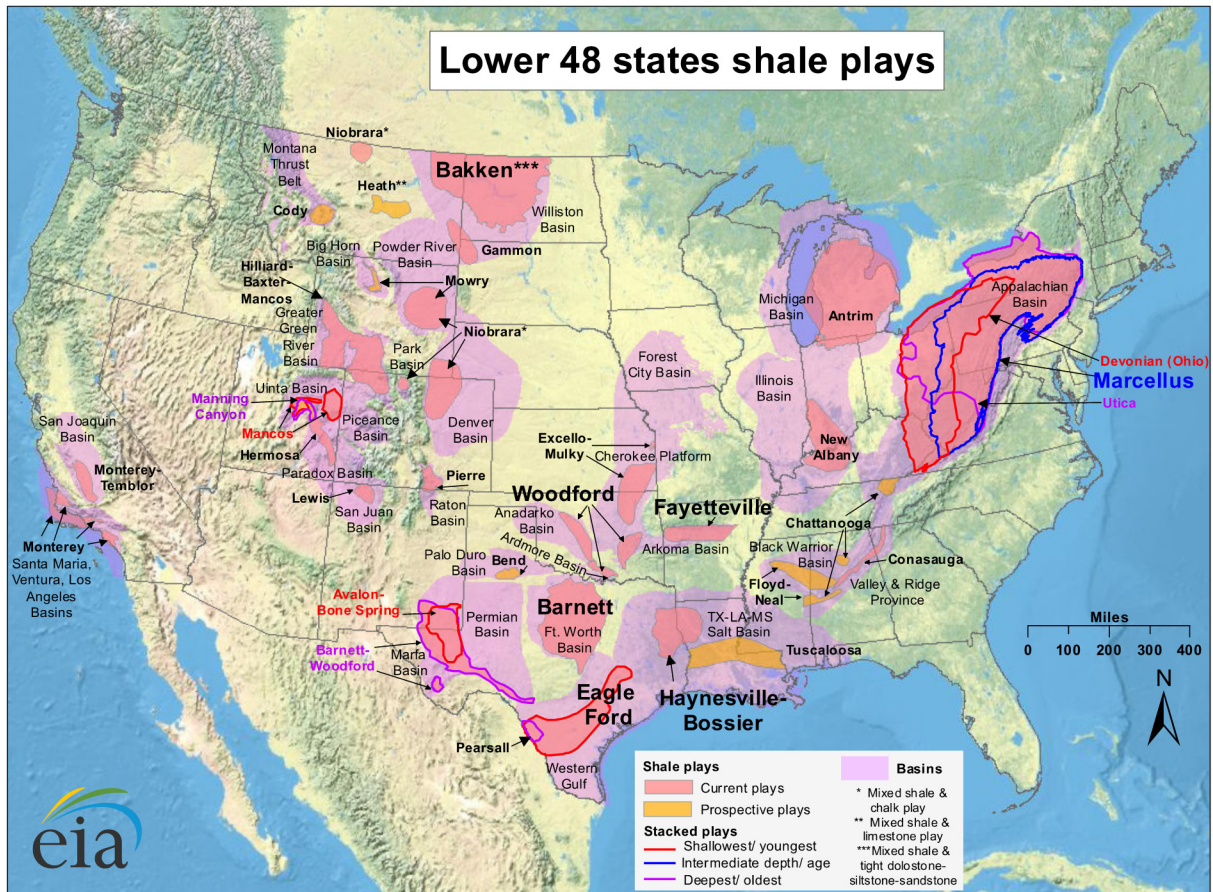 Lower 48 states shale plays
Niobrara*
Montana
Thrust
Belt
Bakken***
Heath**
Cody
Williston
Basin
Big Horn
Basin
Powder River
Basin
Gammon
Hilliard-
Baxter-
Mancos
Mowry
Greater
Green
River
Basin
Niobrara*
Park
Basin
Michigan
Basin
Antrim
Appalachian
Basin
Devonian (Ohio)
Marcellus
Utica
Forest
City Basin
Illinois
Basin
Uinta Basin
Manning
Canyon
Mancos
Piceance
Basin
Denver
Basin
San Joaquin
Basin
Hermosa
Excello-
Mulky
Cherokee Platform
New
Albany
Monterey-
Temblor
Paradox Basin
Pierre
Lewis
San Juan
Basin
Raton
Basin
Woodford
Anadarko
Basin
Fayetteville
Chattanooga
Monterey
Santa Maria,
Ventura, Los
Angeles
Basins
Ardmore Basin
Arkoma Basin
Black Warrior
Basin
Conasauga
Palo Duro
Basin
Bend
Floyd-
Neal
Valley & Ridge
Province
Avalon-
Bone Spring
Permian
Basin
Barnett
Ft. Worth
Basin
TX-LA-MS
Salt Basin
Tuscaloosa
Barnett-
Woodford
Marfa
Basin
Eagle
Ford
Haynesville-
Bossier
Pearsall
Western
Gulf
Miles
0 100 200 300 400
N
Shale plays
Current plays
Prospective plays
Stacked plays
Shallowest/ youngest
Intermediate depth/ age
Deepest/ oldest
Basins
* Mixed shale &
chalk play
** Mixed shale &
limestone play
***Mixed shale &
tight dolostone-
siltstone-sandstone
eia